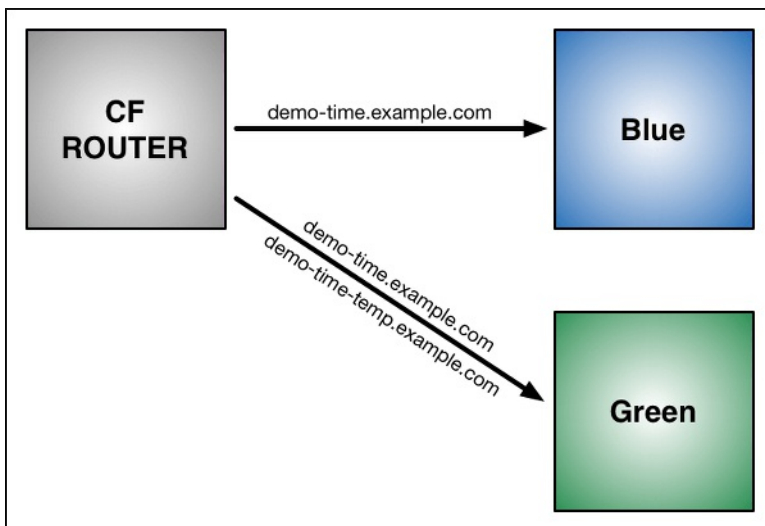 CF
ROUTER
demo-time.example.com
Blue
demo-time.example.com
demo-time-temp.example.com
Green